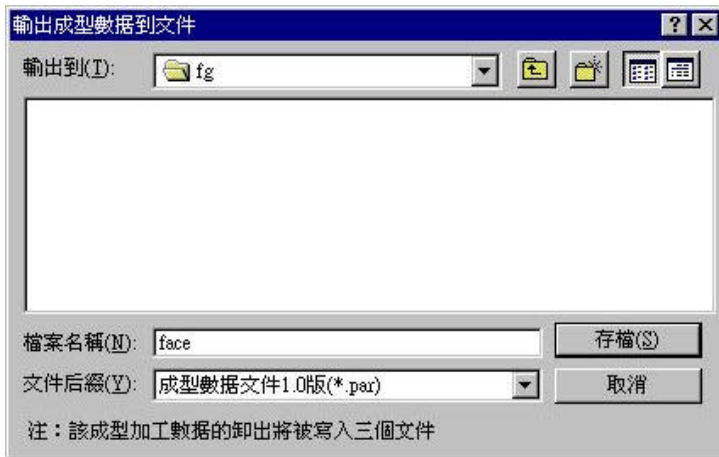 輸出成型數据到文件
輸出到(T): fg
檔案名稱(N): face 存檔(S)
文件后綴(Y): 成型數据文件1.0版(*.par) 取消
注：該成型加工數据的卸出將被寫入三個文件